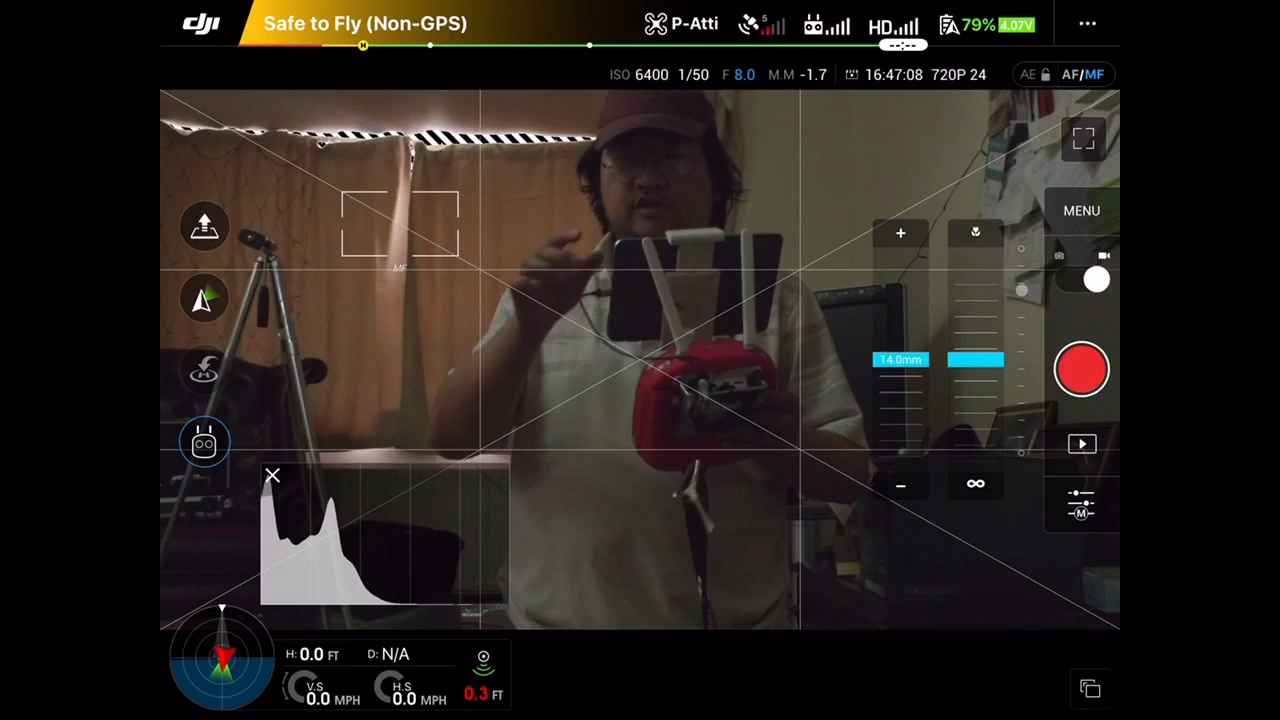 dji Safe to Fly (Non-GPS) P-Atti 5 HD 79% 4.07V
H
ISO 6400 1/50 F 8.0 M.M -1.7 16:47:08 720P 24 AE AF/MF
MENU
+
MF
14.0mm
− ∞
M
H: 0.0 FT D: N/A
V.S 0.0 MPH H.S 0.0 MPH 0.3 FT